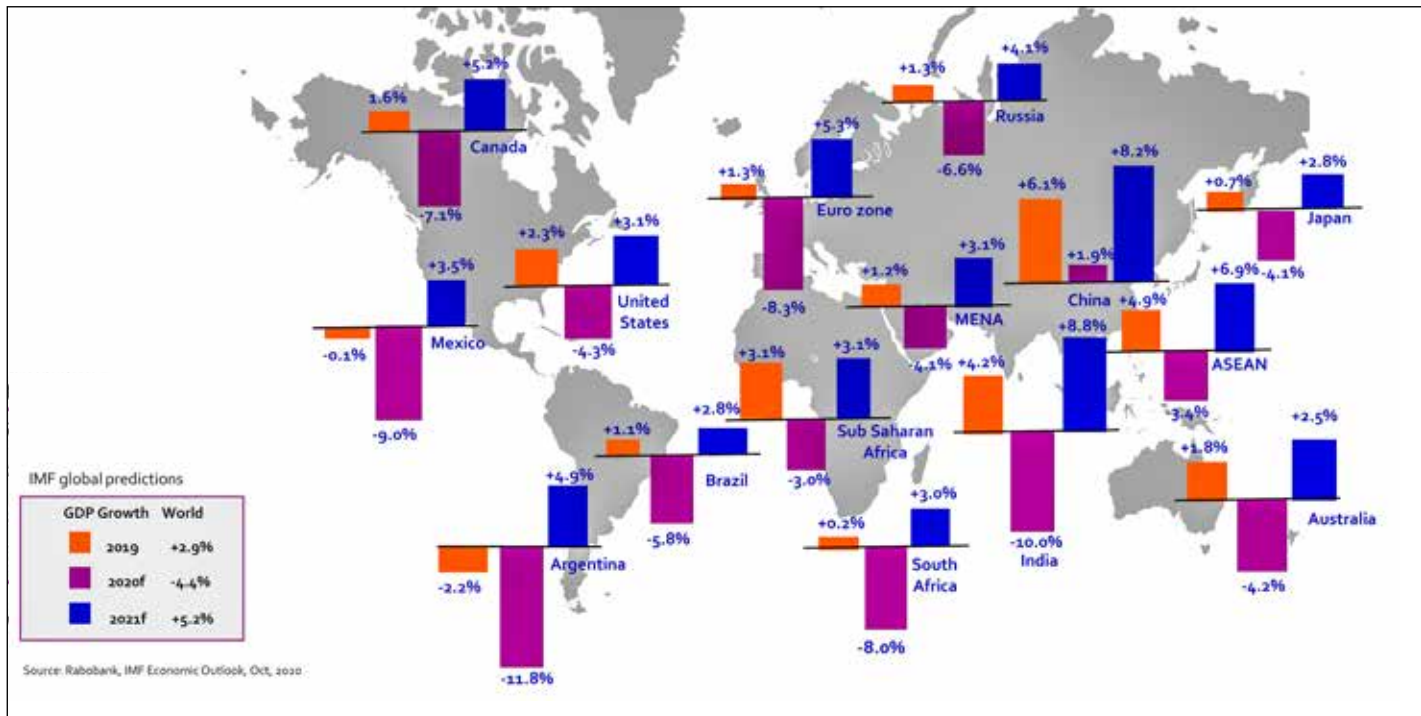 +5.2%
1.6%
Canada
-7.1%
+4.1%
+1.3%
Russia
-6.6%
+5.3%
+1.3%
Euro zone
-8.3%
+8.2%
+6.1%
+1.9%
China
+2.8%
+0.7%
Japan
-4.1%
+3.1%
+2.3%
United
States
-4.3%
+3.5%
Mexico
-0.1%
-9.0%
+3.1%
+1.2%
MENA
-4.1%
+6.9%
+4.9%
ASEAN
-3.4%
+3.1%
+3.1%
Sub Saharan
Africa
-3.0%
+8.8%
+4.2%
India
-10.0%
+2.8%
+1.1%
Brazil
-5.8%
+2.5%
+1.8%
Australia
-4.2%
+4.9%
Argentina
-2.2%
-11.8%
+3.0%
+0.2%
South
Africa
-8.0%
IMF global predictions
GDP Growth World
2019 +2.9%
2020f -4.4%
2021f +5.2%
Source: Rabobank, IMF Economic Outlook, Oct, 2020